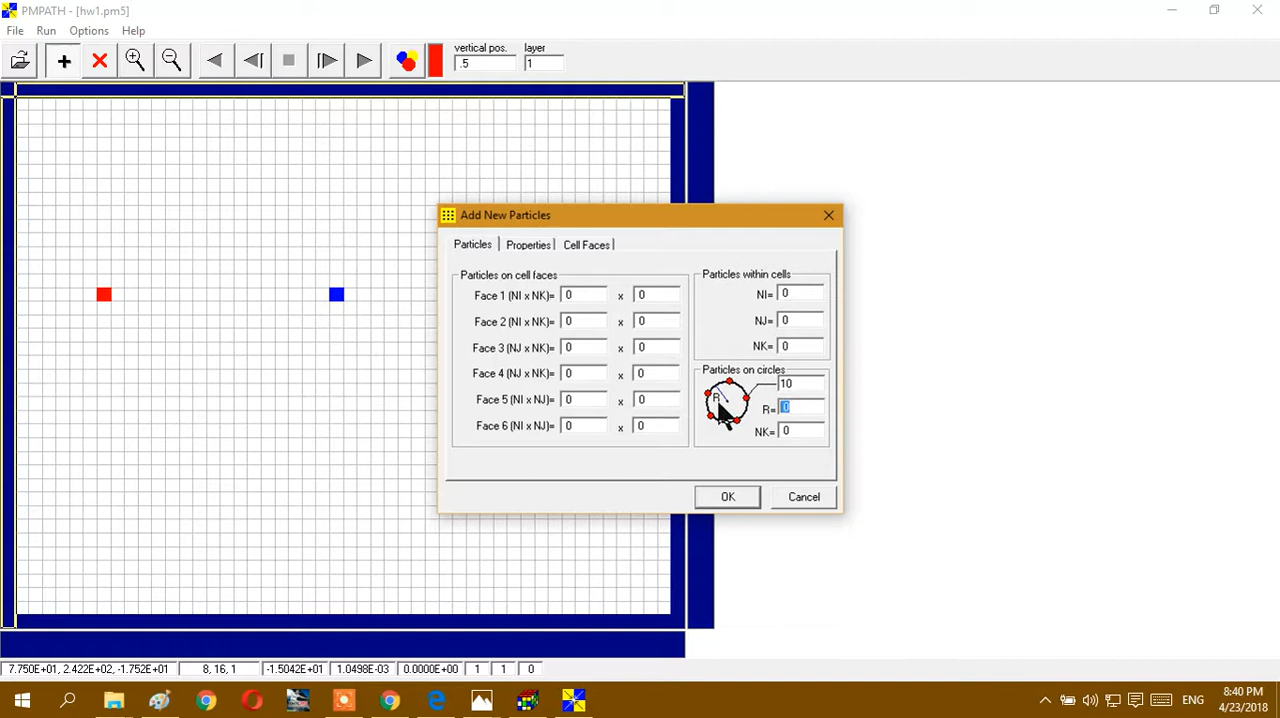 PMPATH - [hw1.pm5]
File Run Options Help
vertical pos. layer
.5 1
Add New Particles
Particles Properties Cell Faces
Particles on cell faces
Face 1 (NI x NK)= 0 x 0
Face 2 (NI x NK)= 0 x 0
Face 3 (NJ x NK)= 0 x 0
Face 4 (NJ x NK)= 0 x 0
Face 5 (NI x NJ)= 0 x 0
Face 6 (NI x NJ)= 0 x 0
Particles within cells
NI= 0
NJ= 0
NK= 0
Particles on circles
10
R
R= 0
NK= 0
OK Cancel
7.750E+01, 2.422E+02, -1.752E+01 8, 16, 1 -1.5042E+01 1.0498E-03 0.0000E+00 1 1 0
ENG
8:40 PM
4/23/2018